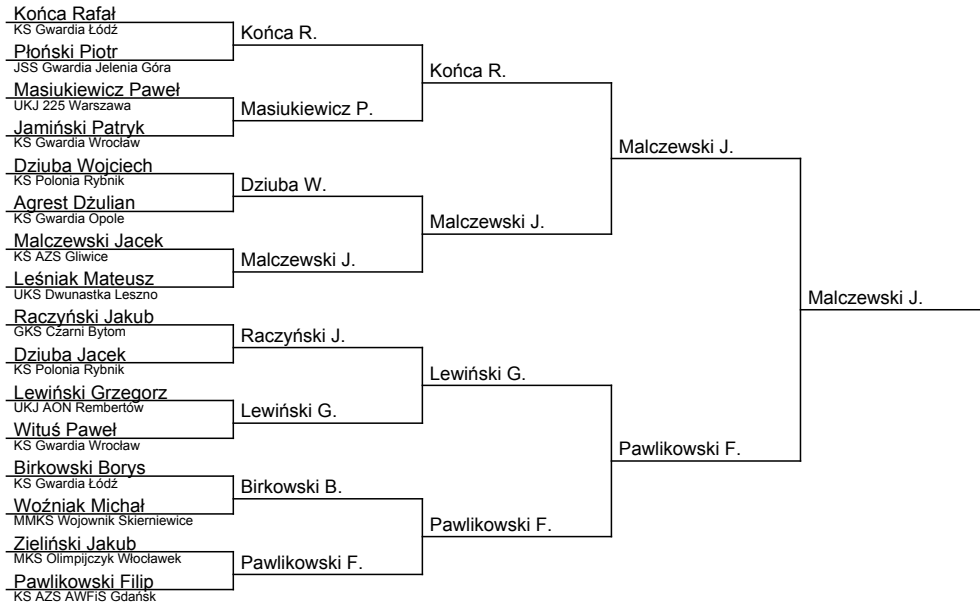 Końca Rafał
KS Gwardia Łódź
Końca R.
Płoński Piotr
JSS Gwardia Jelenia Góra
Końca R.
Masiukiewicz Paweł
UKJ 225 Warszawa
Masiukiewicz P.
Jamiński Patryk
KS Gwardia Wrocław
Malczewski J.
Dziuba Wojciech
KS Polonia Rybnik
Dziuba W.
Agrest Dżulian
KS Gwardia Opole
Malczewski J.
Malczewski Jacek
KS AZS Gliwice
Malczewski J.
Leśniak Mateusz
UKS Dwunastka Leszno
Malczewski J.
Raczyński Jakub
GKS Czarni Bytom
Raczyński J.
Dziuba Jacek
KS Polonia Rybnik
Lewiński G.
Lewiński Grzegorz
UKJ AON Rembertów
Lewiński G.
Wituś Paweł
KS Gwardia Wrocław
Pawlikowski F.
Birkowski Borys
KS Gwardia Łódź
Birkowski B.
Woźniak Michał
MMKS Wojownik Skierniewice
Pawlikowski F.
Zieliński Jakub
MKS Olimpijczyk Włocławek
Pawlikowski F.
Pawlikowski Filip
KS AZS AWFiS Gdańsk